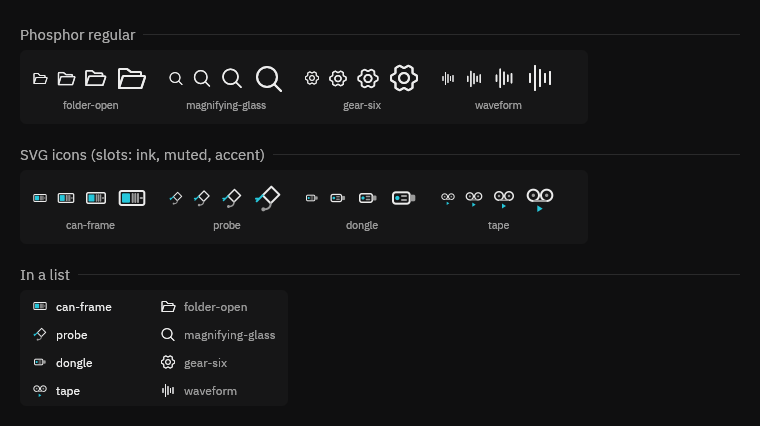 Phosphor regular
folder-open magnifying-glass gear-six waveform
SVG icons (slots: ink, muted, accent)
can-frame probe dongle tape
In a list
can-frame folder-open
probe magnifying-glass
dongle gear-six
tape waveform